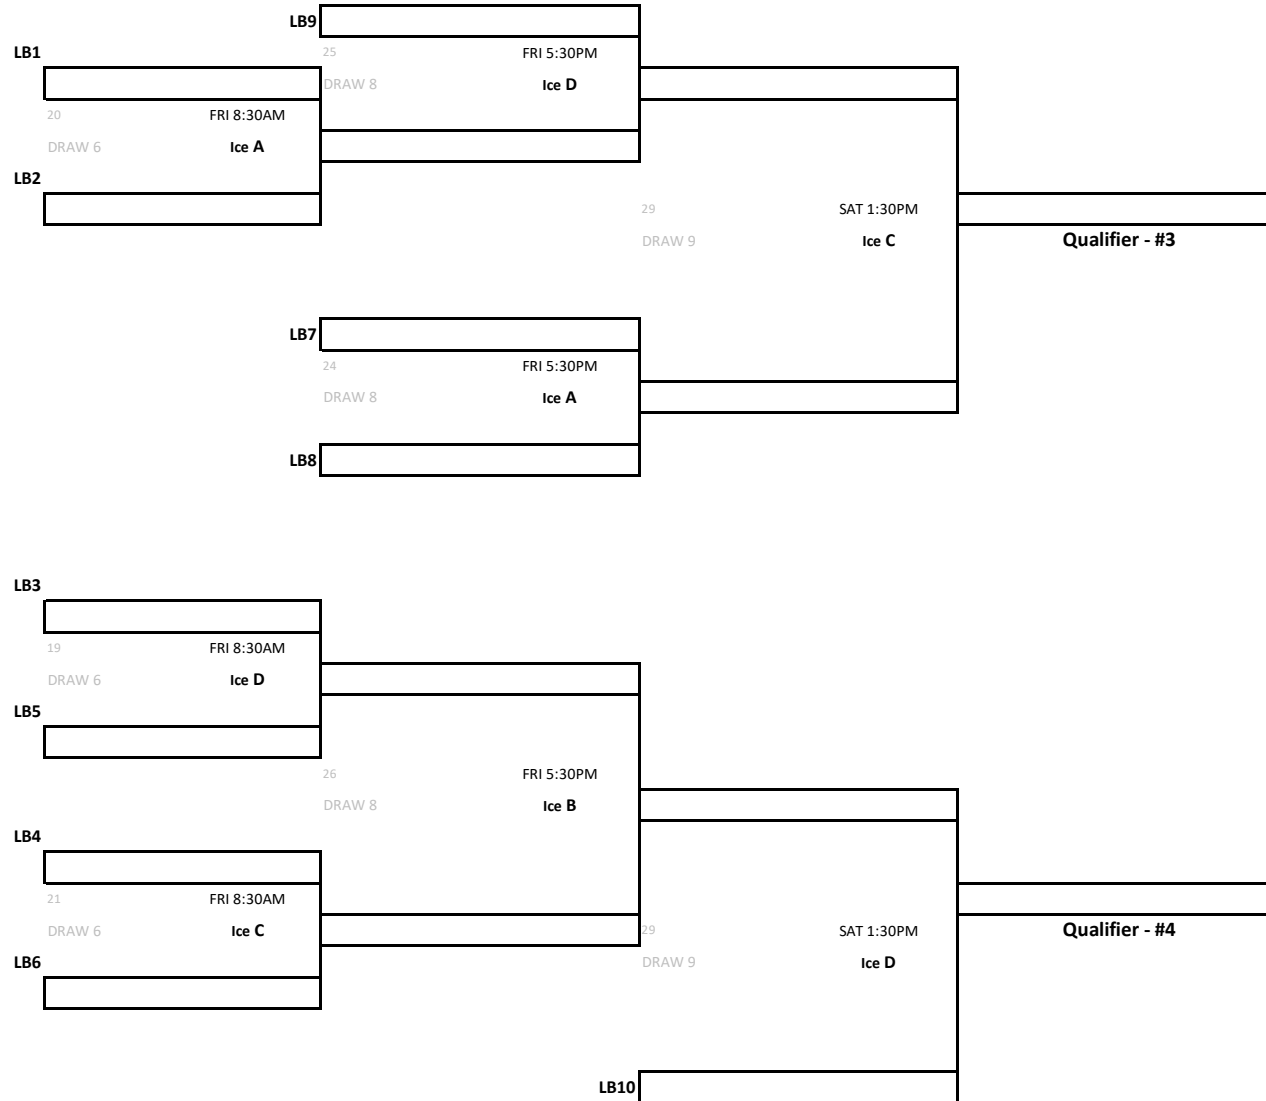 LB9
LB1
25 FRI 5:30PM
DRAW 8 Ice D
20 FRI 8:30AM
DRAW 6 Ice A
LB2
29 SAT 1:30PM
DRAW 9 Ice C
Qualifier - #3
LB7
24 FRI 5:30PM
DRAW 8 Ice A
LB8
LB3
19 FRI 8:30AM
DRAW 6 Ice D
LB5
26 FRI 5:30PM
DRAW 8 Ice B
LB4
21 FRI 8:30AM
DRAW 6 Ice C
LB6
29 SAT 1:30PM
DRAW 9 Ice D
Qualifier - #4
LB10